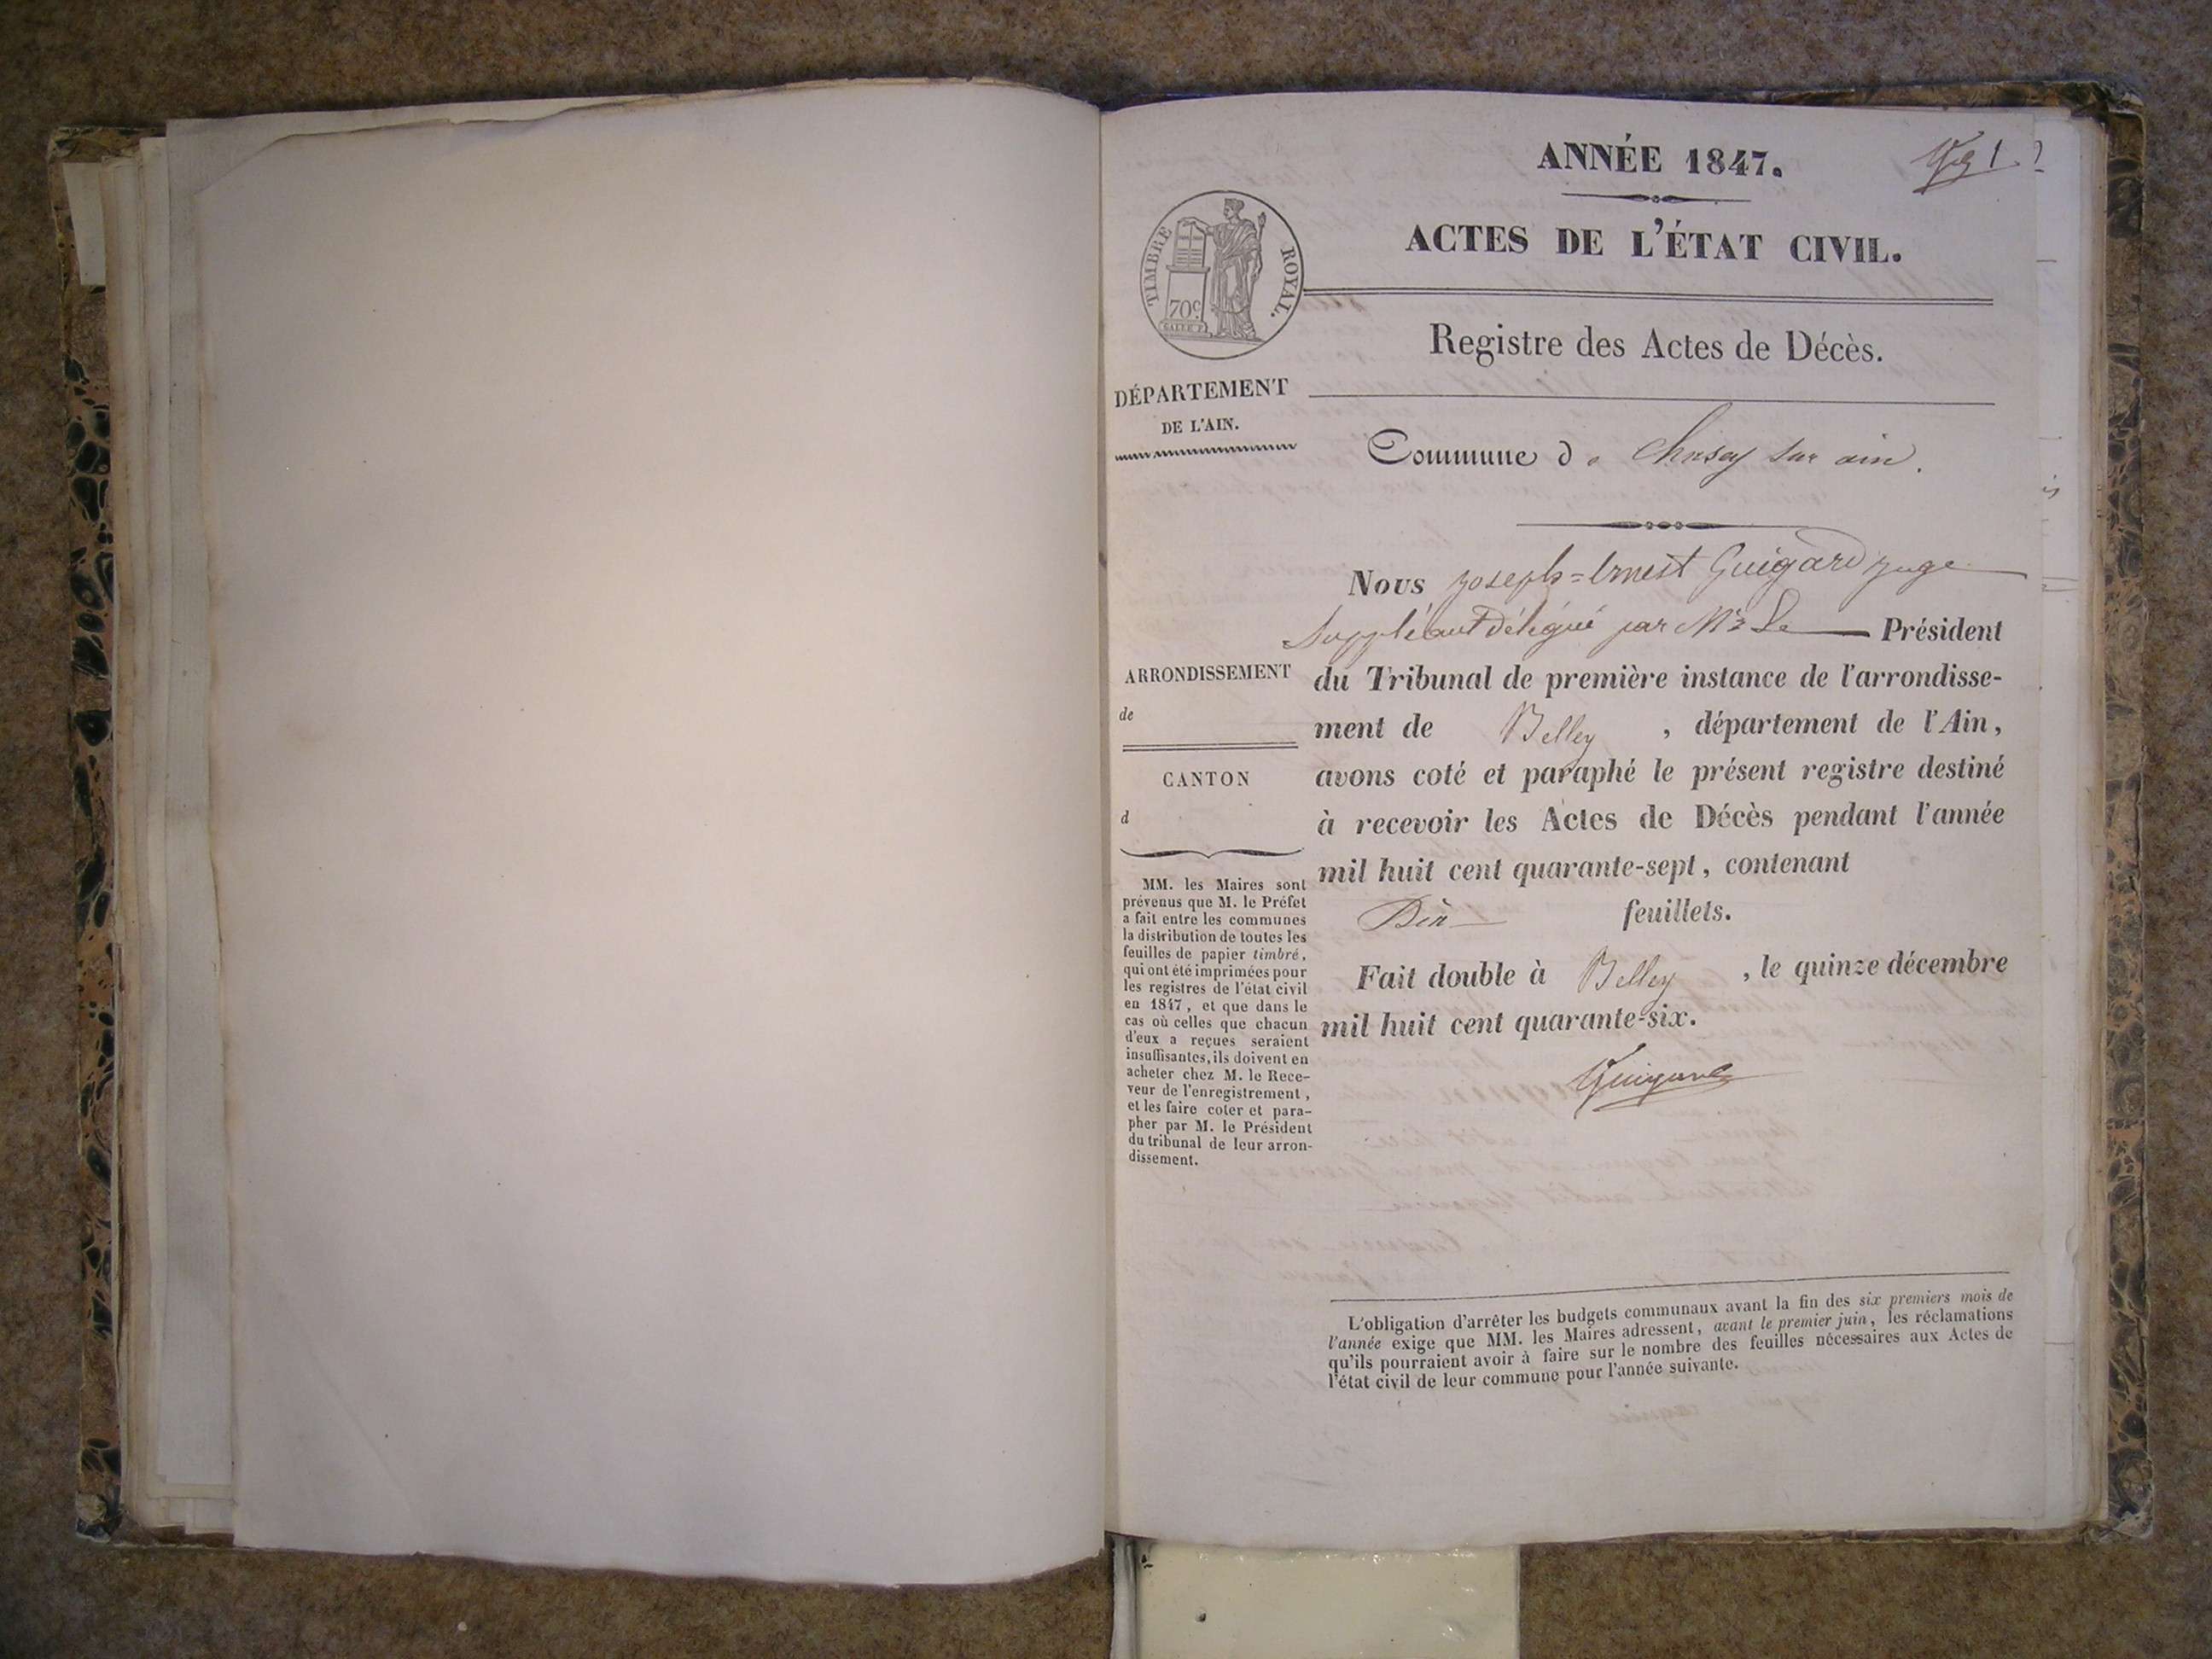 ANNÉE 1847.
1
ACTES DE L'ÉTAT CIVIL.
TIMBRE ROYAL.
70c
Registre des Actes de Décès.
DÉPARTEMENT
DE L'AIN.
Commune de Chasey sur ain.
Nous Joseph=Ernest Guigard juge
Suppléant délégué par Mr Le Président
du Tribunal de première instance de l'arrondisse-
ment de Belley, département de l'Ain,
avons coté et paraphé le présent registre destiné
à recevoir les Actes de Décès pendant l'année
mil huit cent quarante-sept, contenant
Dix feuillets.
Fait double à Belley, le quinze décembre
mil huit cent quarante-six.
Guigard
ARRONDISSEMENT
de
CANTON
d
MM. les Maires sont
prévenus que M. le Préfet
a fait entre les communes
la distribution de toutes les
feuilles de papier timbré,
qui ont été imprimées pour
les registres de l'état civil
en 1847, et que dans le
cas où celles que chacun
d'eux a reçues seraient
insuffisantes, ils doivent en
acheter chez M. le Rece-
veur de l'enregistrement,
et les faire coter et para-
pher par M. le Président
du tribunal de leur arron-
dissement.
L'obligation d'arrêter les budgets communaux avant la fin des six premiers mois de
l'année exige que MM. les Maires adressent, avant le premier juin, les réclamations
qu'ils pourraient avoir à faire sur le nombre des feuilles nécessaires aux Actes de
l'état civil de leur commune pour l'année suivante.